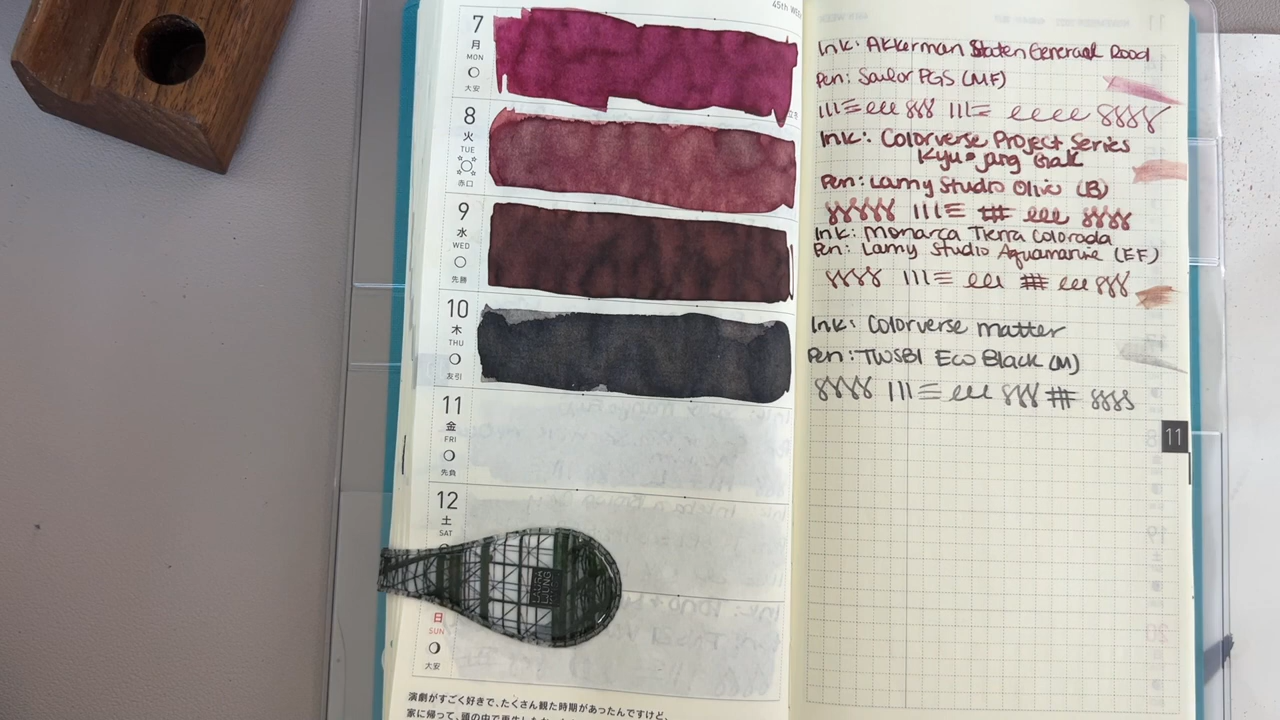 45th WEEK
7
月
MON
大安
8
火
TUE
赤口
9
水
WED
先勝
10
木
THU
友引
11
金
FRI
先負
12
土
SAT
日
SUN
大安
演劇がすごく好きで、たくさん観た時期があったんですけど、
Ink: Akkerman Staten Generaal Rood
Pen: Sailor PGS (MF)
Ink: Colorverse Project Series
Kyu-jang Gak
Pen: Lamy Studio Olive (B)
Ink: Monarca Tierra Colorada
Pen: Lamy Studio Aquamarine (EF)
Ink: Colorverse matter
Pen: TWSBI Eco Black (M)
11